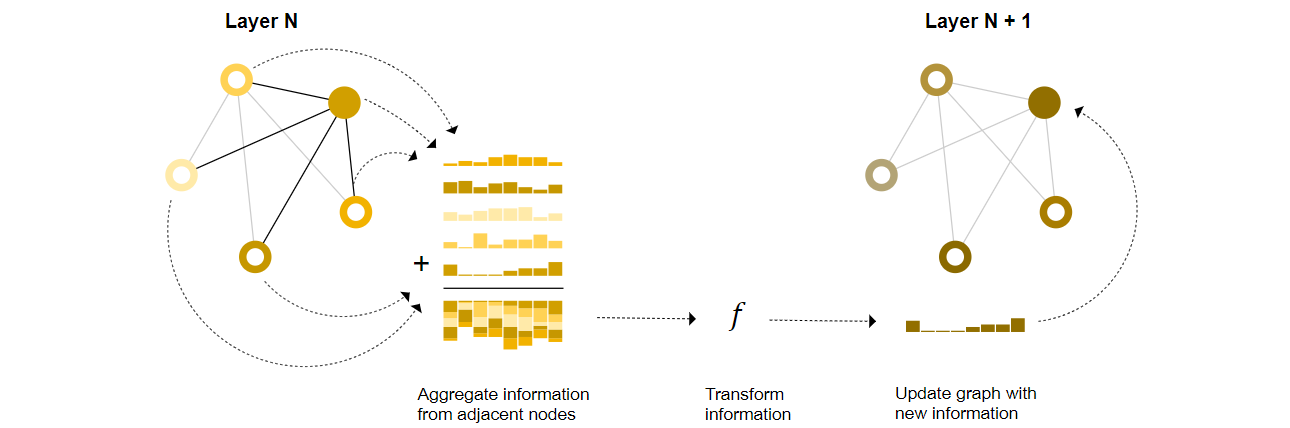 Layer N
Layer N + 1
+
f
Aggregate information
from adjacent nodes
Transform
information
Update graph with
new information